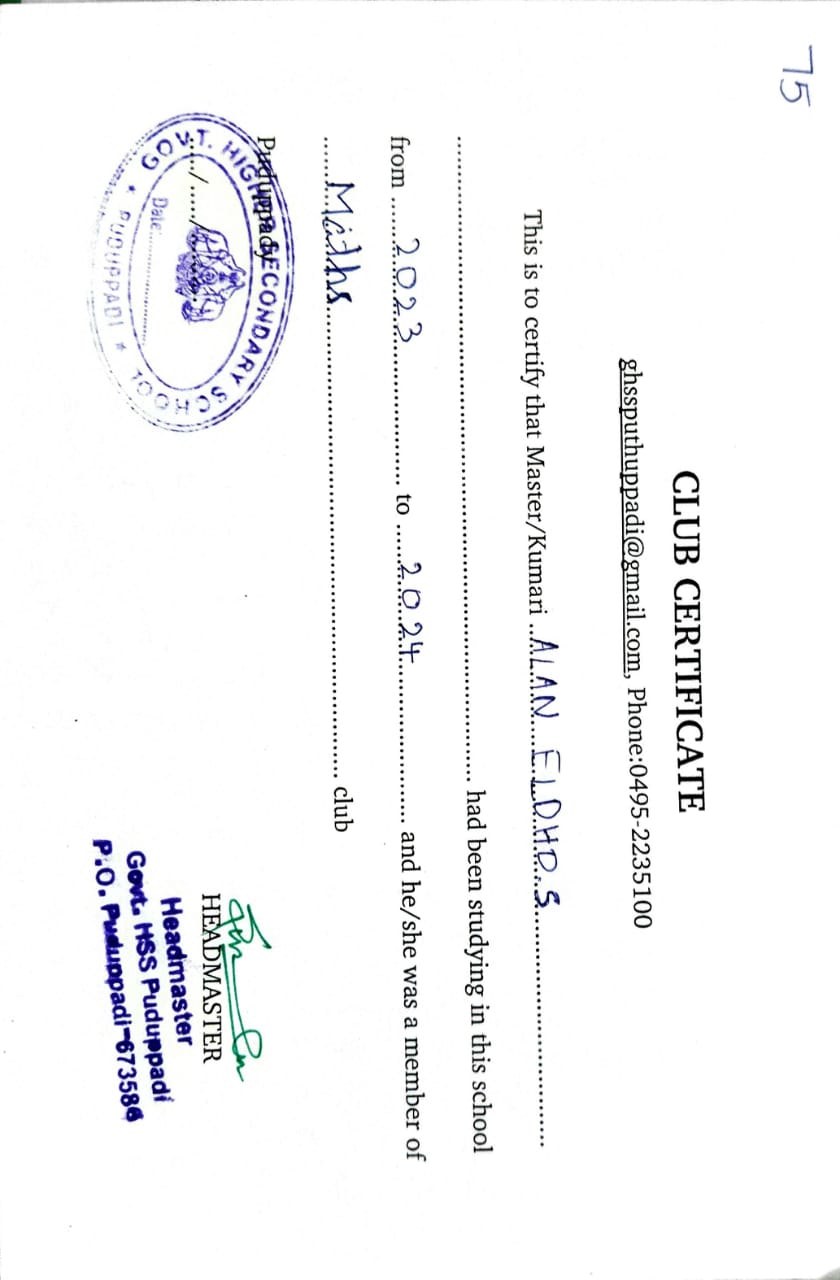 75
CLUB CERTIFICATE
ghssputhuppadi@gmail.com, Phone:0495-2235100
This is to certify that Master/Kumari ..ALAN ELDHO.S..............................
.......................................................................................... had been studying in this school
from .......2023..................... to ......2024..................... and he/she was a member of
.......Maths............................................................... club
Puduppady
...../...../......
GOVT. HIGHER SECONDARY SCHOOL
Date:....................
* PUDUPPADI *
HEADMASTER
Headmaster
Govt. HSS Puduppadi
P.O. Puduppadi-673586